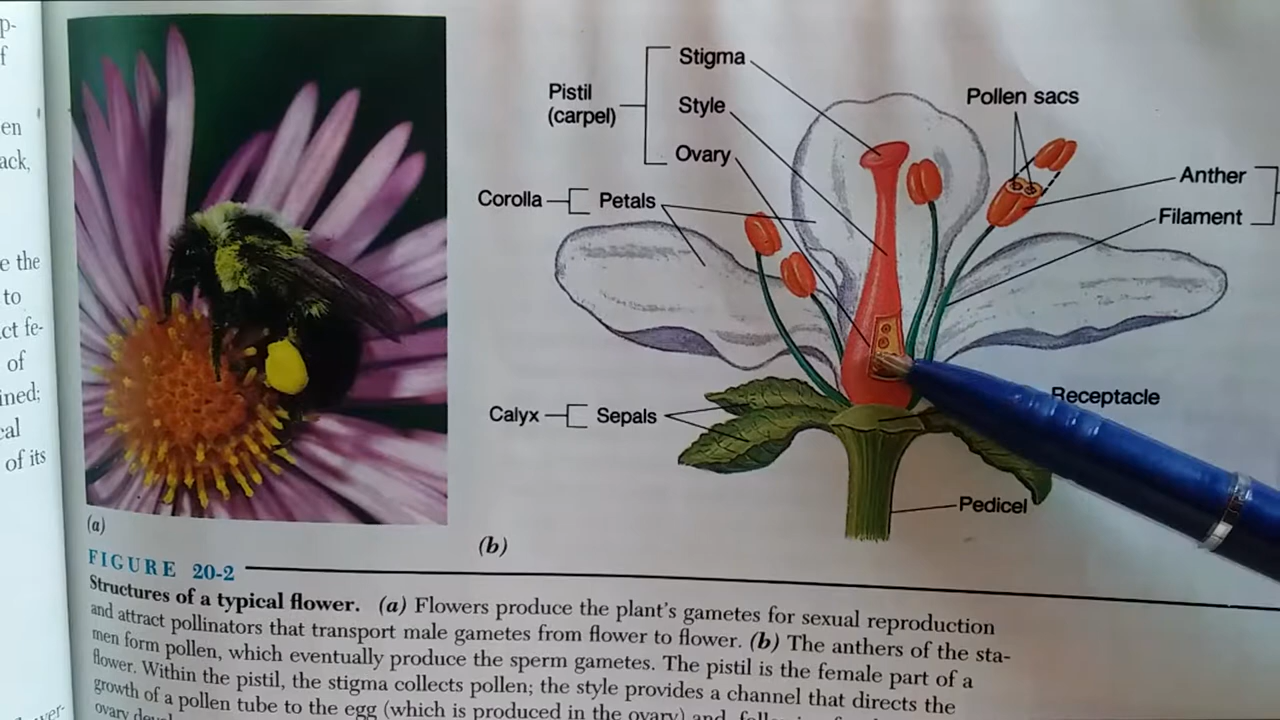 p-
f
en
ack,
e the
to
ct fe-
of
ined;
cal
of its
Stigma
Pistil
(carpel)
Style
Ovary
Corolla
Petals
Pollen sacs
Anther
Filament
Calyx
Sepals
Receptacle
Pedicel
(a)
(b)
FIGURE 20-2
Structures of a typical flower. (a) Flowers produce the plant's gametes for sexual reproduction
and attract pollinators that transport male gametes from flower to flower. (b) The anthers of the sta-
men form pollen, which eventually produce the sperm gametes. The pistil is the female part of a
flower. Within the pistil, the stigma collects pollen; the style provides a channel that directs the
growth of a pollen tube to the egg (which is produced in the ovary) and,
ovary